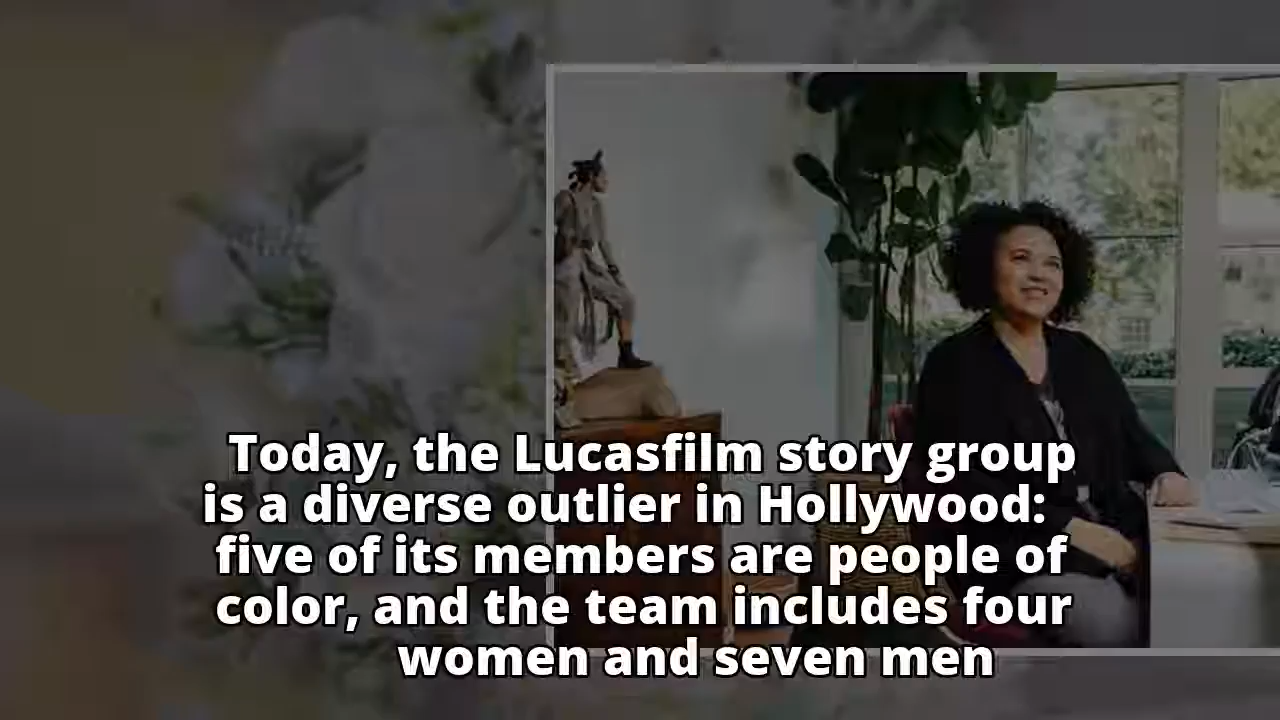 Today, the Lucasfilm story group
is a diverse outlier in Hollywood:
five of its members are people of
color, and the team includes four
women and seven men